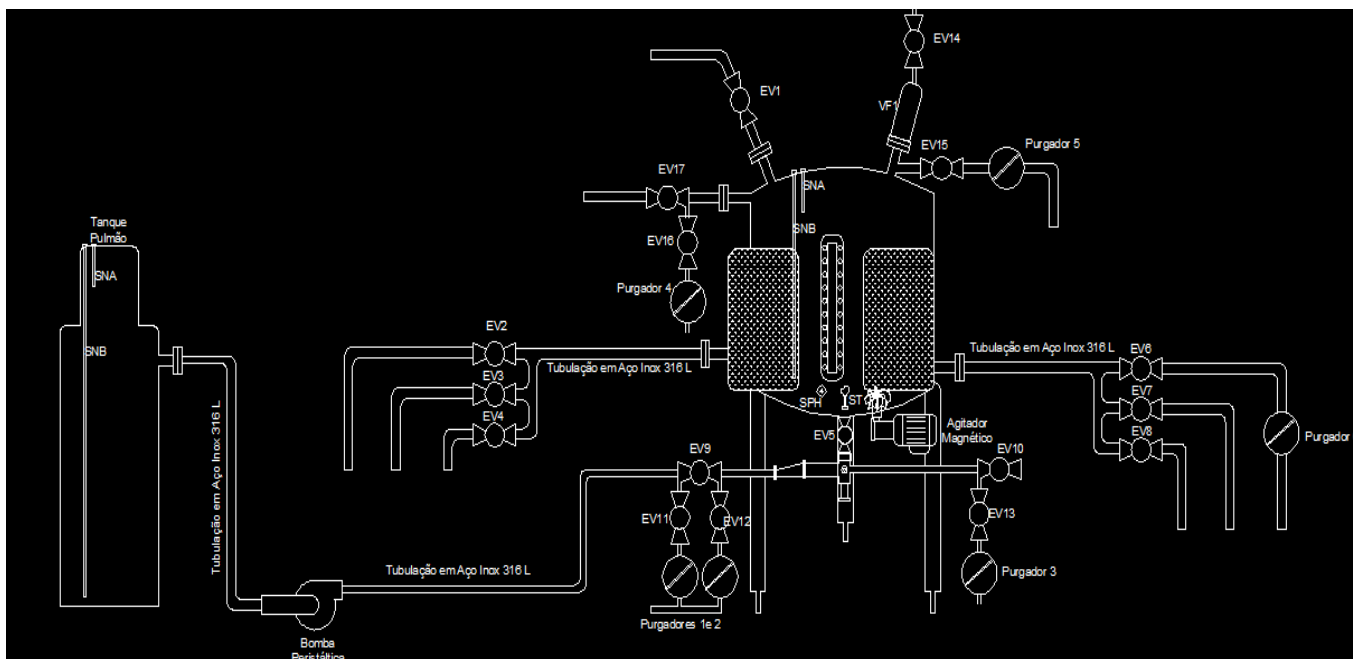 EV14
EV1
VF1
EV15
Purgador 5
EV17
SNA
Tanque
Pulmão
SNB
EV16
SNA
Purgador 4
EV2
Tubulação em Aço Inox 316 L
EV6
SNB
Tubulação em Aço Inox 316 L
EV3
EV7
SPH
ST
EV4
Agitador
Magnético
EV5
EV8
Purgador
EV9
EV10
Tubulação em Aço Inox 316 L
EV11
EV12
EV13
Tubulação em Aço Inox 316 L
Purgador 3
Purgadores 1e 2
Bomba
Peristáltica